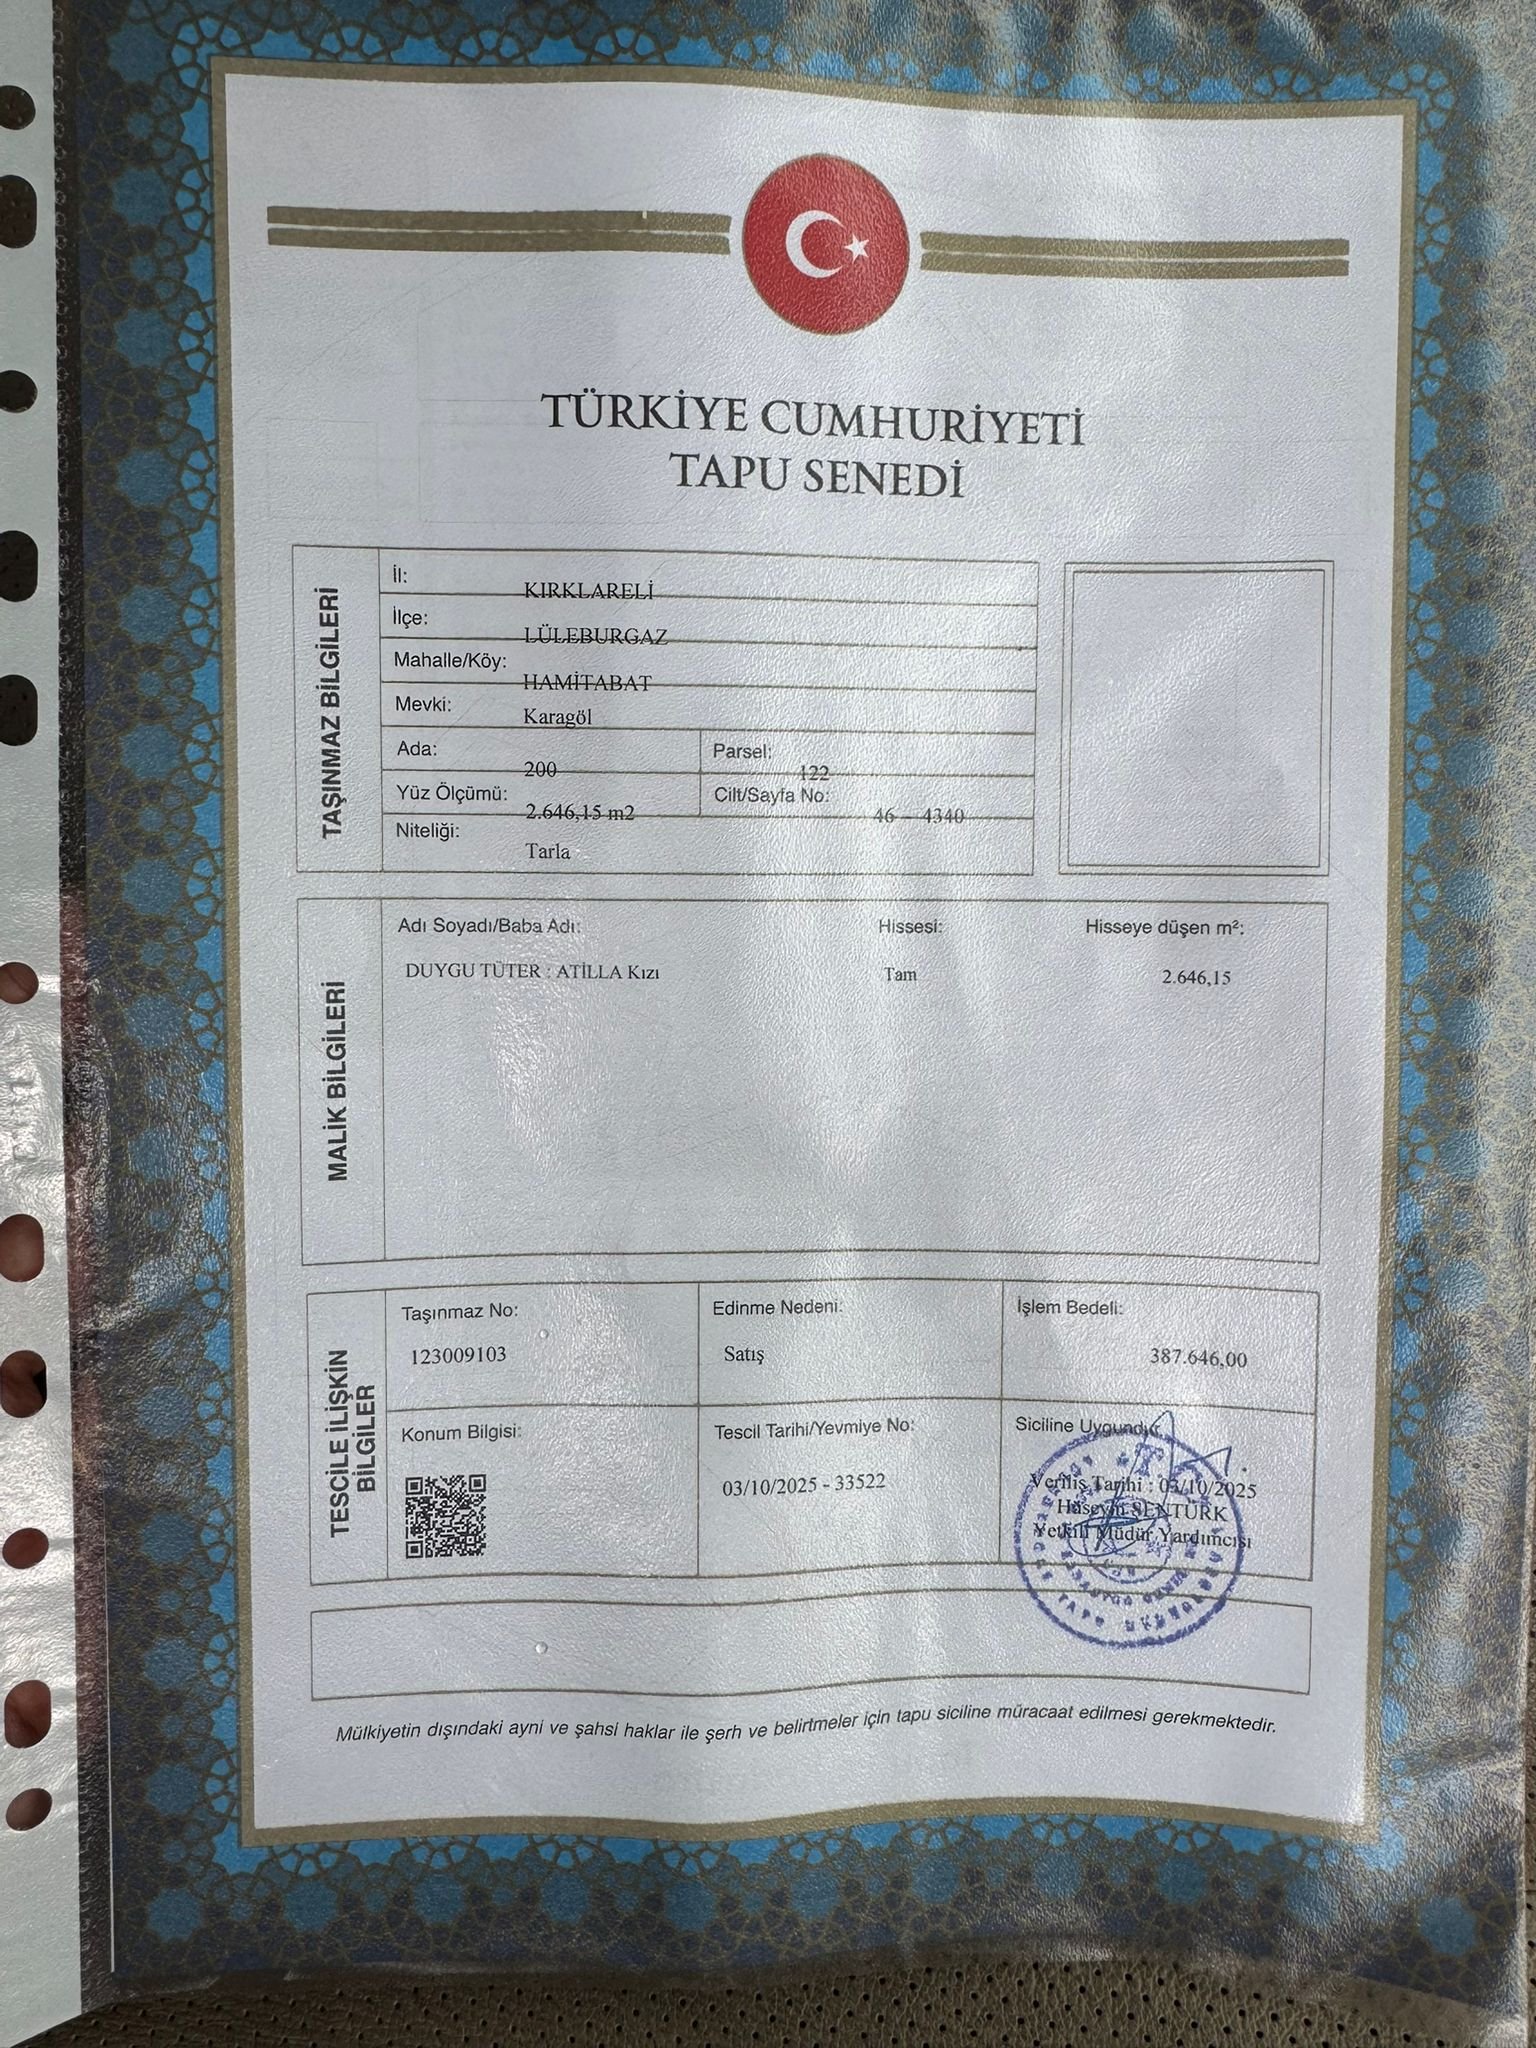 TÜRKİYE CUMHURİYETİ
TAPU SENEDİ
TAŞINMAZ BİLGİLERİ
İl: KIRKLARELİ
İlçe: LÜLEBURGAZ
Mahalle/Köy: HAMİTABAT
Mevki: Karagöl
Ada: 200 Parsel: 122
Yüz Ölçümü: 2.646,15 m2 Cilt/Sayfa No: 46 - 4340
Niteliği: Tarla
MALİK BİLGİLERİ
Adı Soyadı/Baba Adı: Hissesi: Hisseye düşen m²:
DUYGU TÜTER : ATİLLA Kızı Tam 2.646,15
TESCİLE İLİŞKİN
BİLGİLER
Taşınmaz No: Edinme Nedeni: İşlem Bedeli:
123009103 Satış 387.646,00
Konum Bilgisi: Tescil Tarihi/Yevmiye No: Siciline Uygundur.
03/10/2025 - 33522
Veriliş Tarihi : 03/10/2025
Hüseyin ŞENTÜRK
Yetkili Müdür Yardımcısı
Mülkiyetin dışındaki ayni ve şahsi haklar ile şerh ve belirtmeler için tapu siciline müracaat edilmesi gerekmektedir.